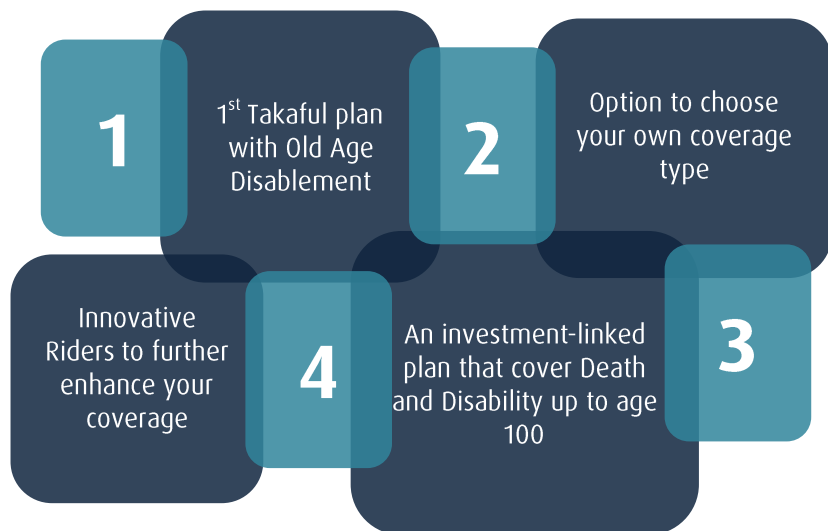 1
1st Takaful plan
with Old Age
Disablement
2
Option to choose
your own coverage
type
3
An investment-linked
plan that cover Death
and Disability up to age
100
4
Innovative
Riders to further
enhance your
coverage